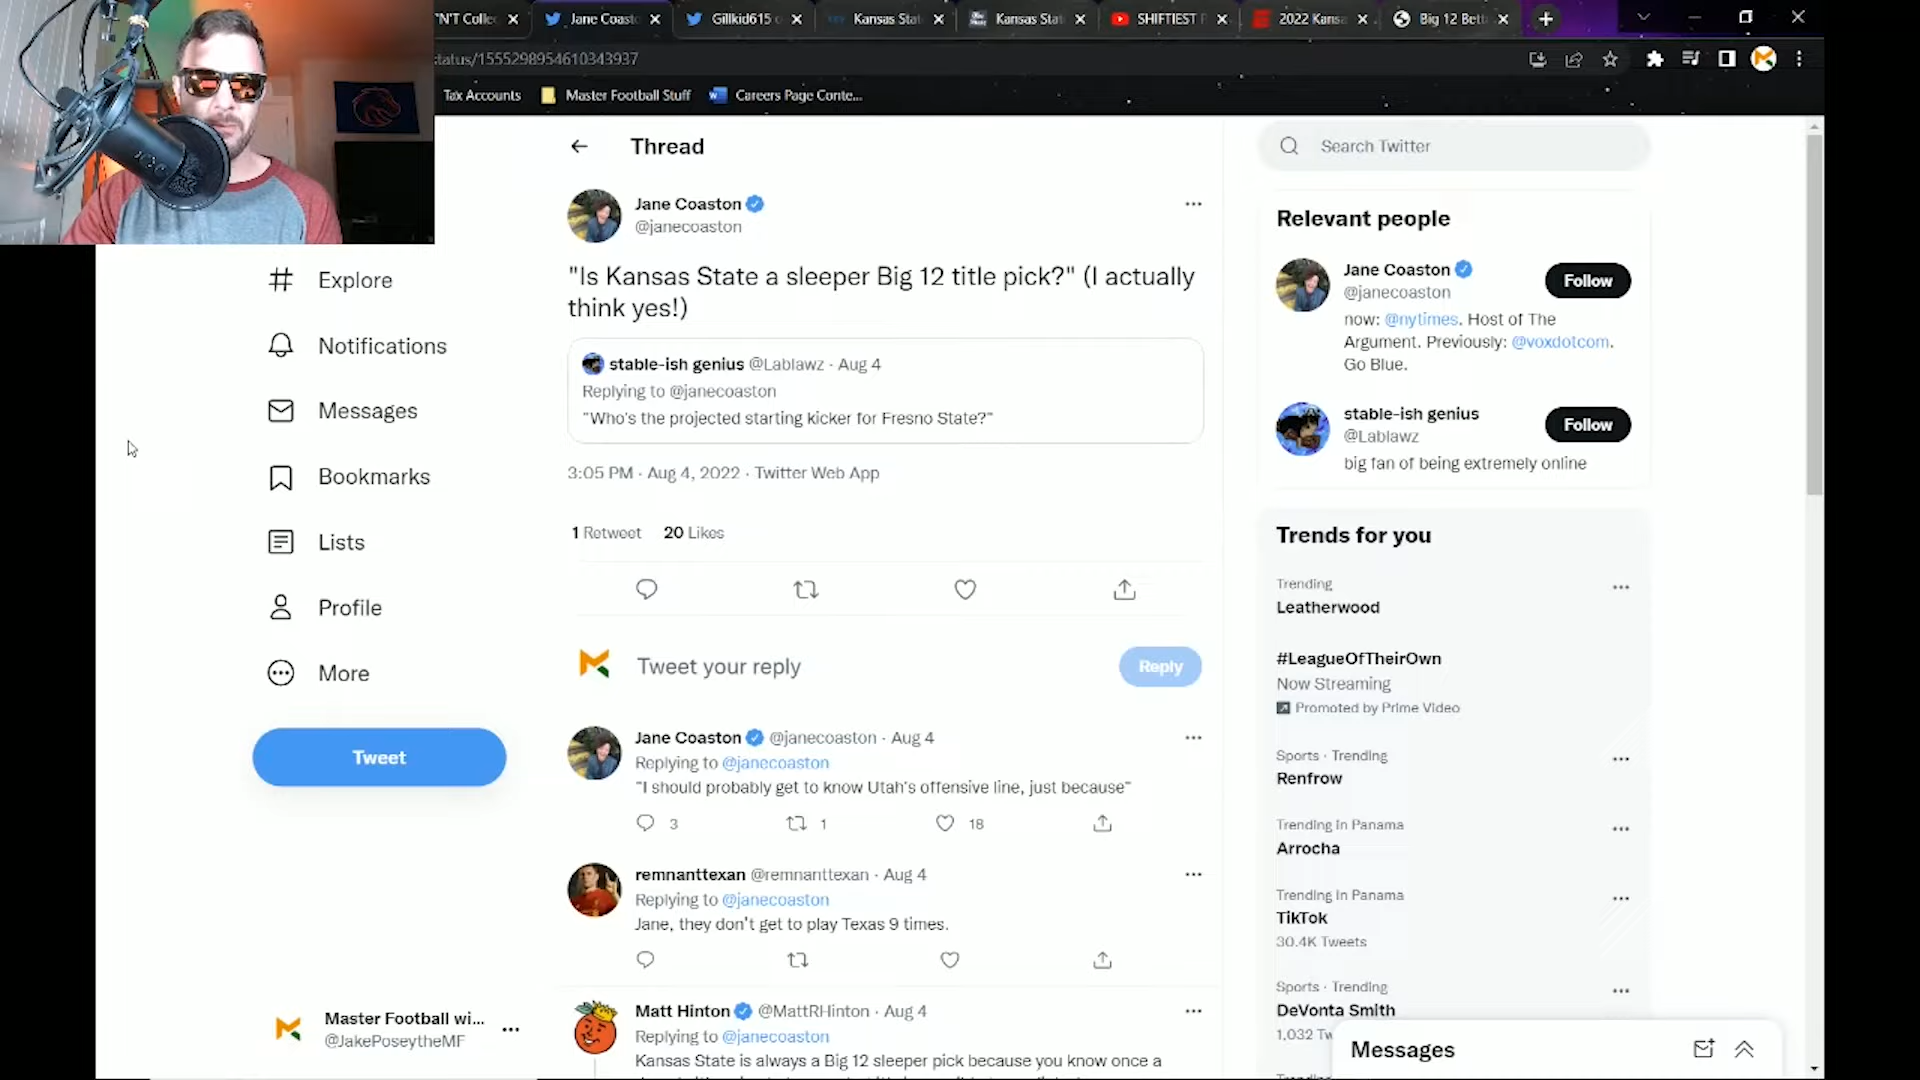 "N'T Collec
Jane Coasto
Gillkid615 o
Kansas Stat
Kansas Stat
SHIFTIEST P
2022 Kansa
Big 12 Bett
tatus/1555298954610343937
Tax Accounts
Master Football Stuff
Careers Page Conte...
Thread
Jane Coaston
@janecoaston
"Is Kansas State a sleeper Big 12 title pick?" (I actually
think yes!)
stable-ish genius @Lablawz · Aug 4
Replying to @janecoaston
"Who's the projected starting kicker for Fresno State?"
3:05 PM · Aug 4, 2022 · Twitter Web App
1 Retweet 20 Likes
Tweet your reply
Reply
Jane Coaston @janecoaston · Aug 4
Replying to @janecoaston
"I should probably get to know Utah's offensive line, just because"
3 1 18
remnanttexan @remnanttexan · Aug 4
Replying to @janecoaston
Jane, they don't get to play Texas 9 times.
Matt Hinton @MattRHinton · Aug 4
Replying to @janecoaston
Kansas State is always a Big 12 sleeper pick because you know once a
Explore
Notifications
Messages
Bookmarks
Lists
Profile
More
Tweet
Master Football wi...
@JakePoseytheMF
Search Twitter
Relevant people
Jane Coaston
@janecoaston
Follow
now: @nytimes. Host of The
Argument. Previously: @voxdotcom.
Go Blue.
stable-ish genius
@Lablawz
Follow
big fan of being extremely online
Trends for you
Trending
Leatherwood
#LeagueOfTheirOwn
Now Streaming
Promoted by Prime Video
Sports · Trending
Renfrow
Trending in Panama
Arrocha
Trending in Panama
TikTok
30.4K Tweets
Sports · Trending
DeVonta Smith
1,032 Tw
Messages